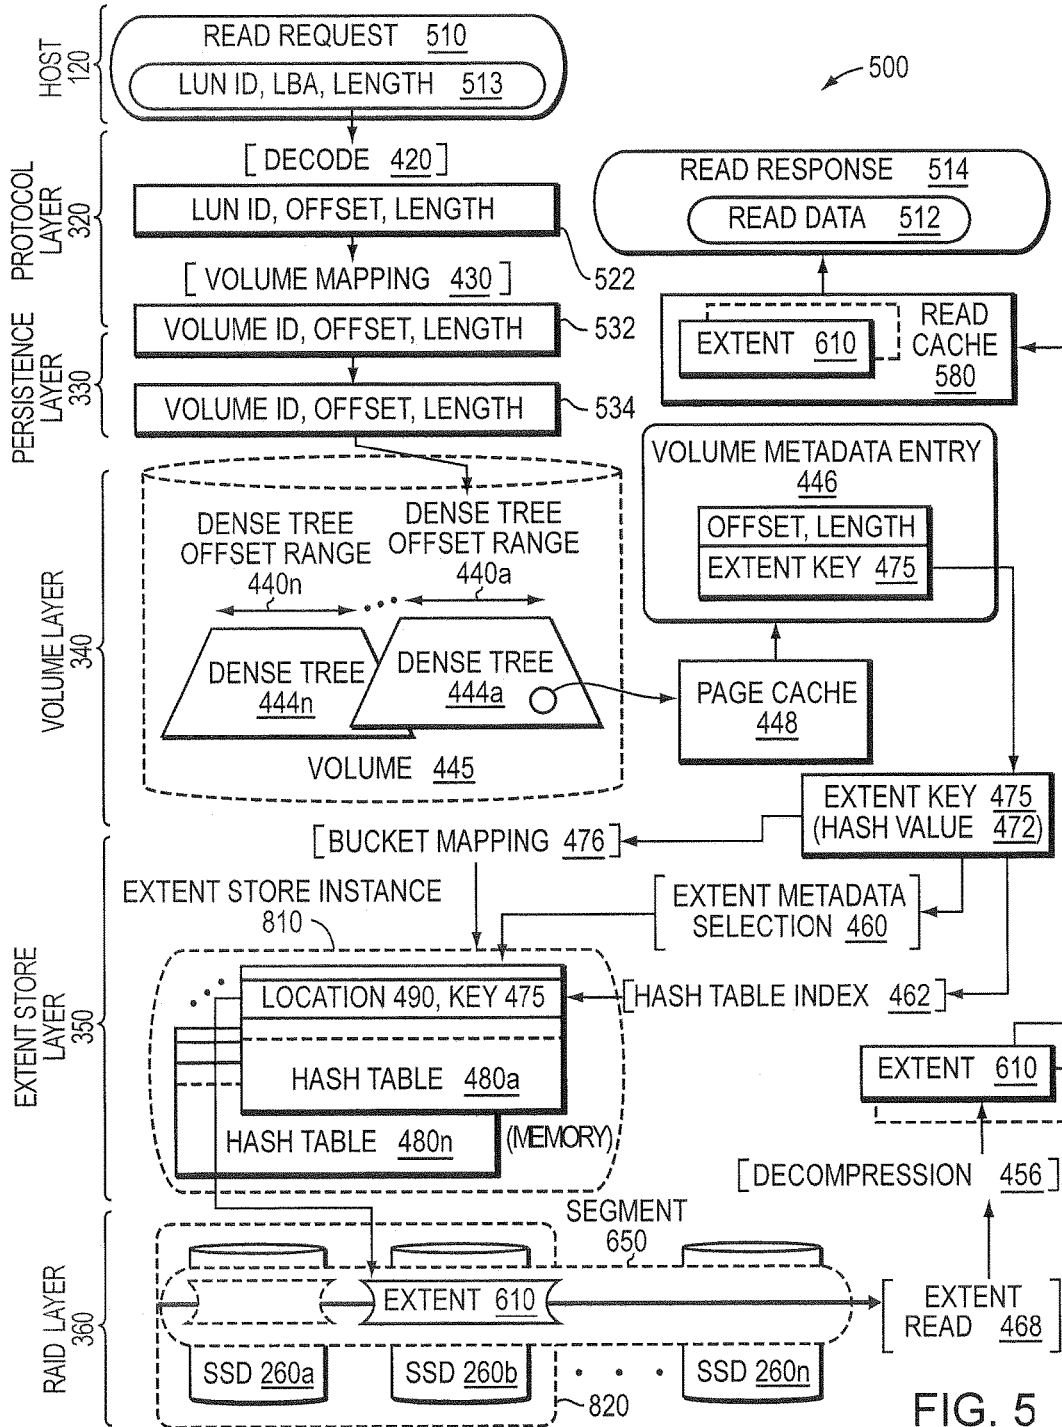 HOST
120
READ REQUEST 510
LUN ID, LBA, LENGTH 513
500
PROTOCOL
LAYER
320
[DECODE 420]
LUN ID, OFFSET, LENGTH
522
[VOLUME MAPPING 430]
VOLUME ID, OFFSET, LENGTH
532
READ RESPONSE 514
READ DATA 512
EXTENT 610
READ
CACHE
580
PERSISTENCE
LAYER
330
VOLUME ID, OFFSET, LENGTH
534
VOLUME METADATA ENTRY
446
OFFSET, LENGTH
EXTENT KEY 475
VOLUME LAYER
340
DENSE TREE
OFFSET RANGE
440n
DENSE TREE
OFFSET RANGE
440a
DENSE TREE
444n
DENSE TREE
444a
VOLUME 445
PAGE CACHE
448
EXTENT KEY 475
(HASH VALUE 472)
EXTENT STORE
LAYER
350
[BUCKET MAPPING 476]
EXTENT STORE INSTANCE
810
[EXTENT METADATA
SELECTION 460]
LOCATION 490, KEY 475
[HASH TABLE INDEX 462]
HASH TABLE 480a
HASH TABLE 480n
(MEMORY)
EXTENT 610
[DECOMPRESSION 456]
RAID LAYER
360
SEGMENT
650
EXTENT 610
[EXTENT
READ 468]
SSD 260a
SSD 260b
SSD 260n
820
FIG. 5